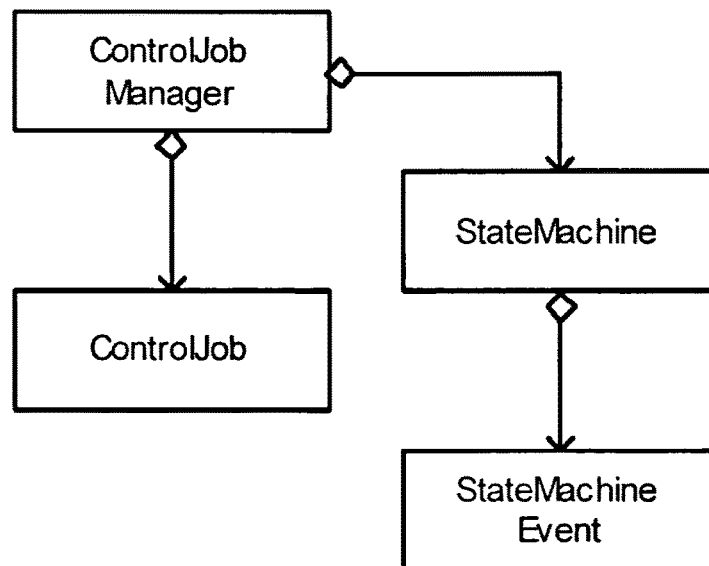 ControlJob
Manager
StateMachine
ControlJob
StateMachine
Event